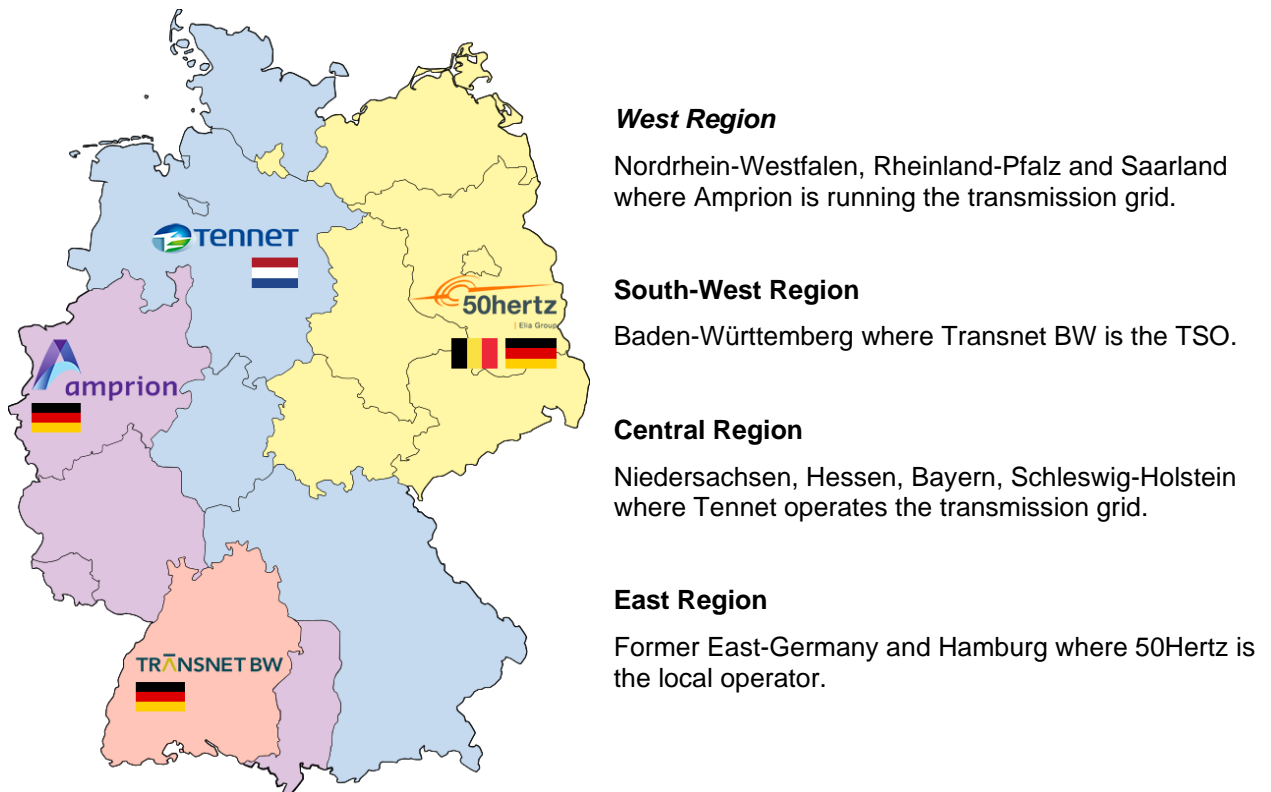 West Region
Nordrhein-Westfalen, Rheinland-Pfalz and Saarland
where Amprion is running the transmission grid.
South-West Region
Baden-Württemberg where Transnet BW is the TSO.
Central Region
Niedersachsen, Hessen, Bayern, Schleswig-Holstein
where Tennet operates the transmission grid.
East Region
Former East-Germany and Hamburg where 50Hertz is
the local operator.
TENNET
50hertz
| Elia Group
amprion
TRANSNET BW